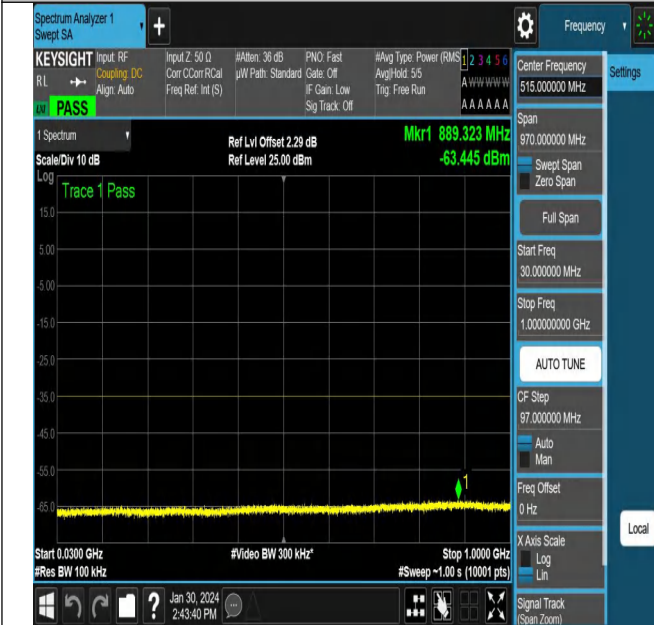 Spectrum Analyzer 1
Swept SA
+
Frequency
KEYSIGHT
RL
LXI
PASS
Input: RF
Coupling: DC
Align: Auto
Input Z: 50 Ω
Corr CCorr RCal
Freq Ref: Int (S)
#Atten: 36 dB
µW Path: Standard
PNO: Fast
Gate: Off
IF Gain: Low
Sig Track: Off
#Avg Type: Power (RMS
Avg|Hold: 5/5
Trig: Free Run
1 2 3 4 5 6
A W W W W W
A A A A A A
1 Spectrum
Scale/Div 10 dB
Log
Ref Lvl Offset 2.29 dB
Ref Level 25.00 dBm
Mkr1 889.323 MHz
-63.445 dBm
Trace 1 Pass
15.0
5.00
-5.00
-15.0
-25.0
-35.0
-45.0
-55.0
-65.0
1
Start 0.0300 GHz
#Res BW 100 kHz
#Video BW 300 kHz*
Stop 1.0000 GHz
#Sweep ~1.00 s (10001 pts)
Jan 30, 2024
2:43:40 PM
Center Frequency
515.000000 MHz
Settings
Span
970.000000 MHz
Swept Span
Zero Span
Full Span
Start Freq
30.000000 MHz
Stop Freq
1.000000000 GHz
AUTO TUNE
CF Step
97.000000 MHz
Auto
Man
Freq Offset
0 Hz
Local
X Axis Scale
Log
Lin
Signal Track
(Span Zoom)